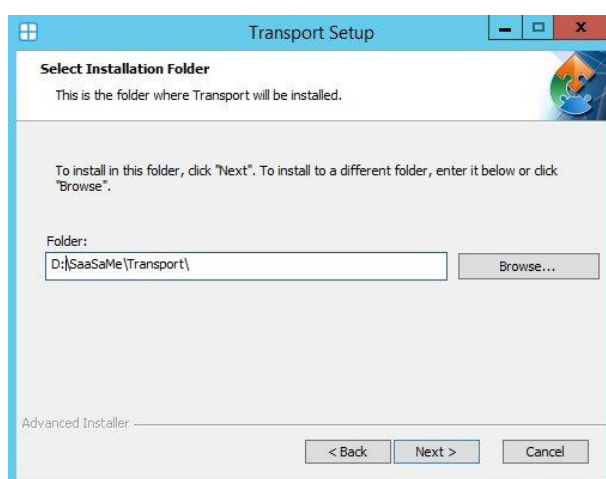 Transport Setup
Select Installation Folder
This is the folder where Transport will be installed.
To install in this folder, click "Next". To install to a different folder, enter it below or click
"Browse".
Folder:
D:\SaaSaMe\Transport\
Browse...
Advanced Installer
< Back
Next >
Cancel